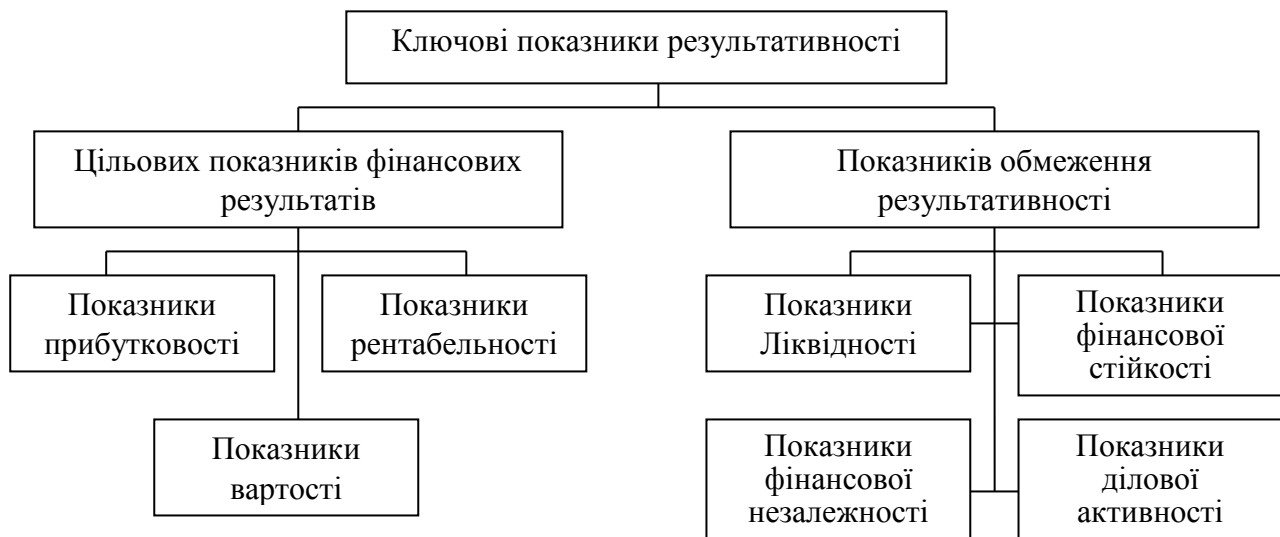 Ключові показники результативності
Цільових показників фінансових
результатів
Показників обмеження
результативності
Показники
прибутковості
Показники
рентабельності
Показники
Ліквідності
Показники
фінансової
стійкості
Показники
вартості
Показники
фінансової
незалежності
Показники
ділової
активності